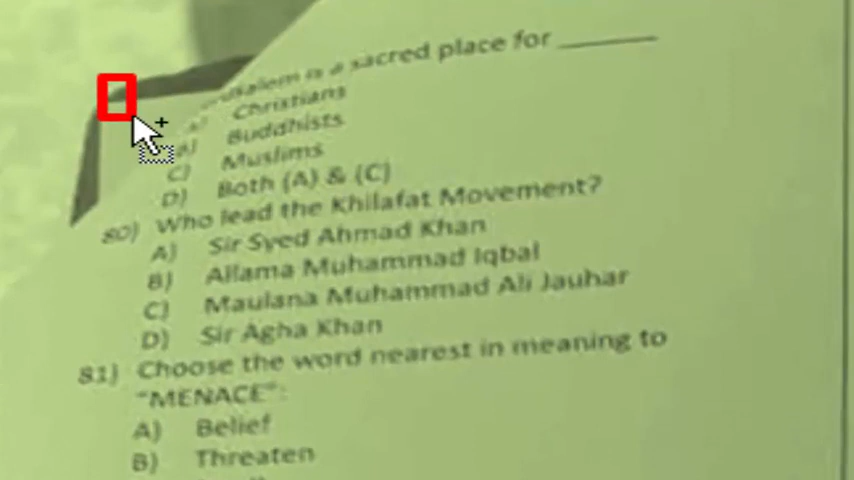 is a sacred place for ______
Christians
B) Buddhists
C) Muslims
D) Both (A) & (C)
80) Who lead the Khilafat Movement?
A) Sir Syed Ahmad Khan
B) Allama Muhammad Iqbal
C) Maulana Muhammad Ali Jauhar
D) Sir Agha Khan
81) Choose the word nearest in meaning to
"MENACE":
A) Belief
B) Threaten